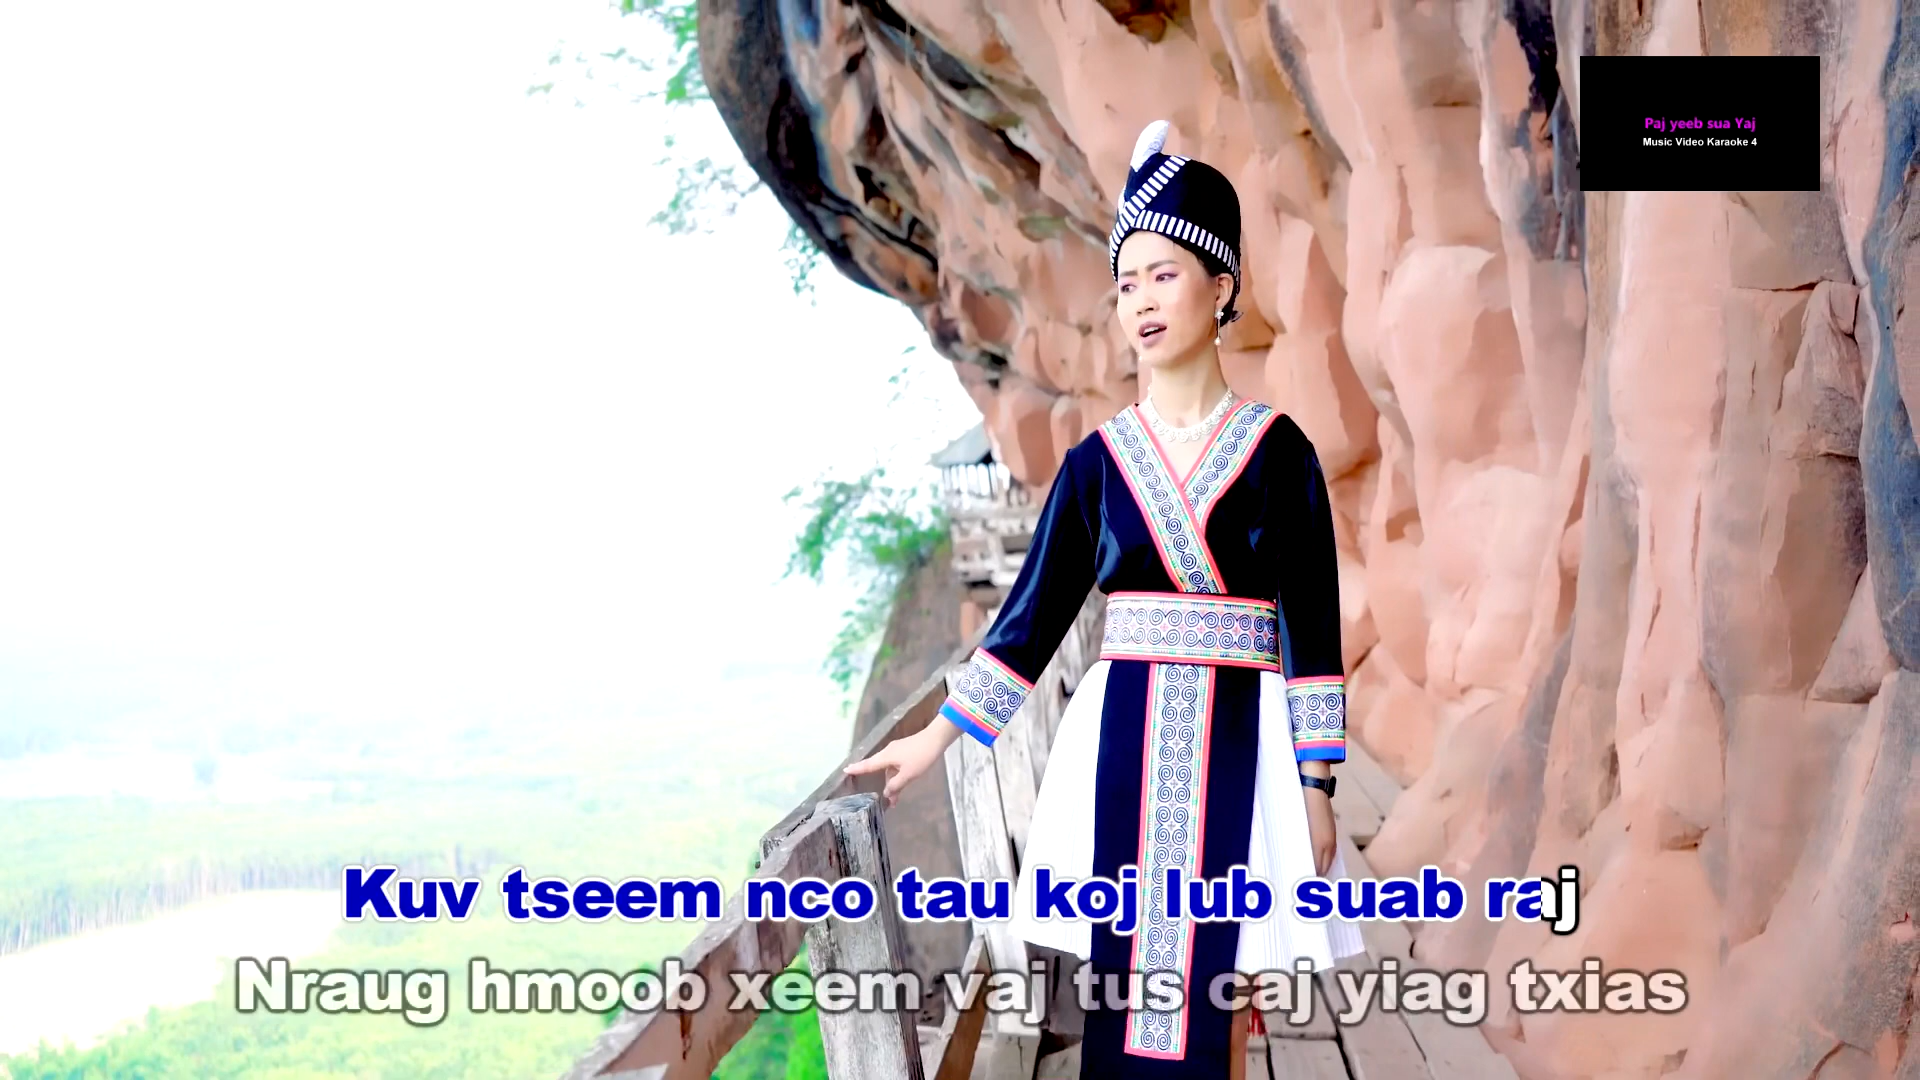 Paj yeeb sua Yaj
Music Video Karaoke 4
Kuv tseem nco tau koj lub suab raj
Nraug hmoob xeem vaj tus caj yiag txias